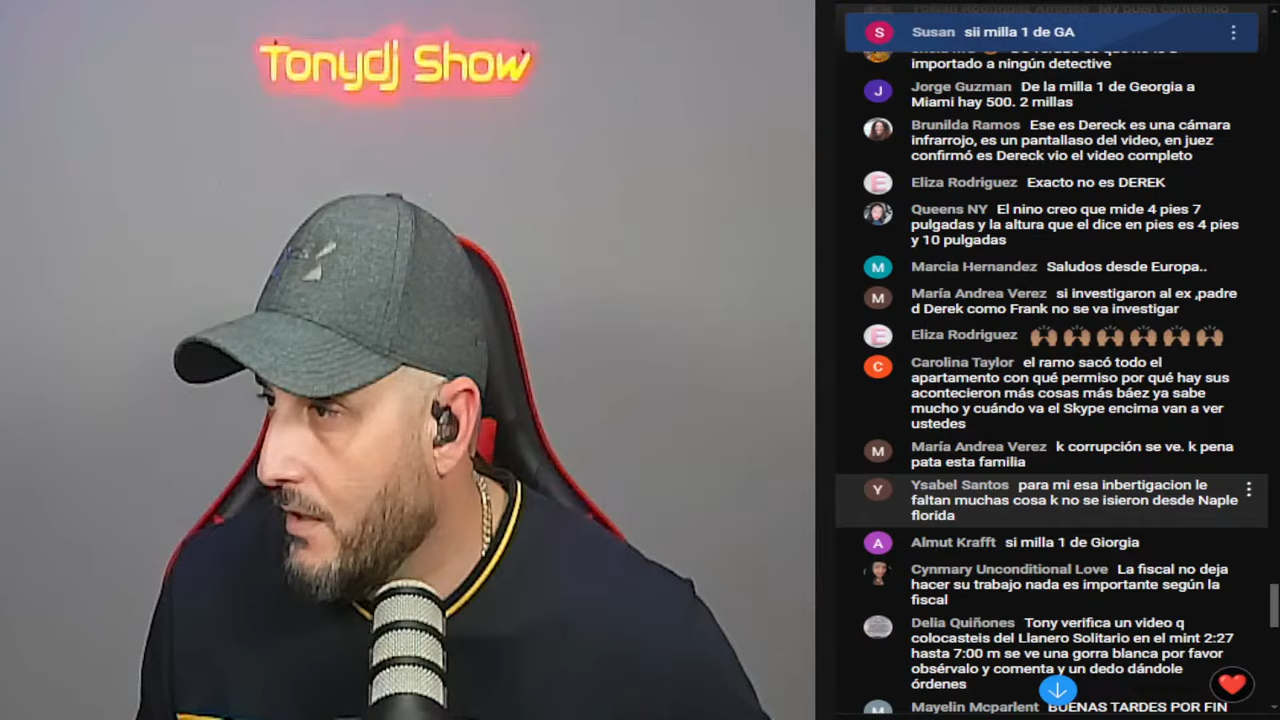 Tonydj Show
Susan sii milla 1 de GA
importado a ningún detective
Jorge Guzman De la milla 1 de Georgia a
Miami hay 500. 2 millas
Brunilda Ramos Ese es Dereck es una cámara
infrarrojo, es un pantallaso del video, en juez
confirmó es Dereck vio el video completo
Eliza Rodriguez Exacto no es DEREK
Queens NY El nino creo que mide 4 pies 7
pulgadas y la altura que el dice en pies es 4 pies
y 10 pulgadas
Marcia Hernandez Saludos desde Europa..
María Andrea Verez si investigaron al ex ,padre
d Derek como Frank no se va investigar
Eliza Rodriguez 🙌🏽🙌🏽🙌🏽🙌🏽🙌🏽🙌🏽
Carolina Taylor el ramo sacó todo el
apartamento con qué permiso por qué hay sus
acontecieron más cosas más báez ya sabe
mucho y cuándo va el Skype encima van a ver
ustedes
María Andrea Verez k corrupción se ve. k pena
pata esta familia
Ysabel Santos para mi esa inbertigacion le
faltan muchas cosa k no se isieron desde Naple
florida
Almut Krafft si milla 1 de Giorgia
Cynmary Unconditional Love La fiscal no deja
hacer su trabajo nada es importante según la
fiscal
Delia Quiñones Tony verifica un video q
colocasteis del Llanero Solitario en el mint 2:27
hasta 7:00 m se ve una gorra blanca por favor
obsérvalo y comenta y un dedo dándole
órdenes
Mayelin Mcparlent BUENAS TARDES POR FIN